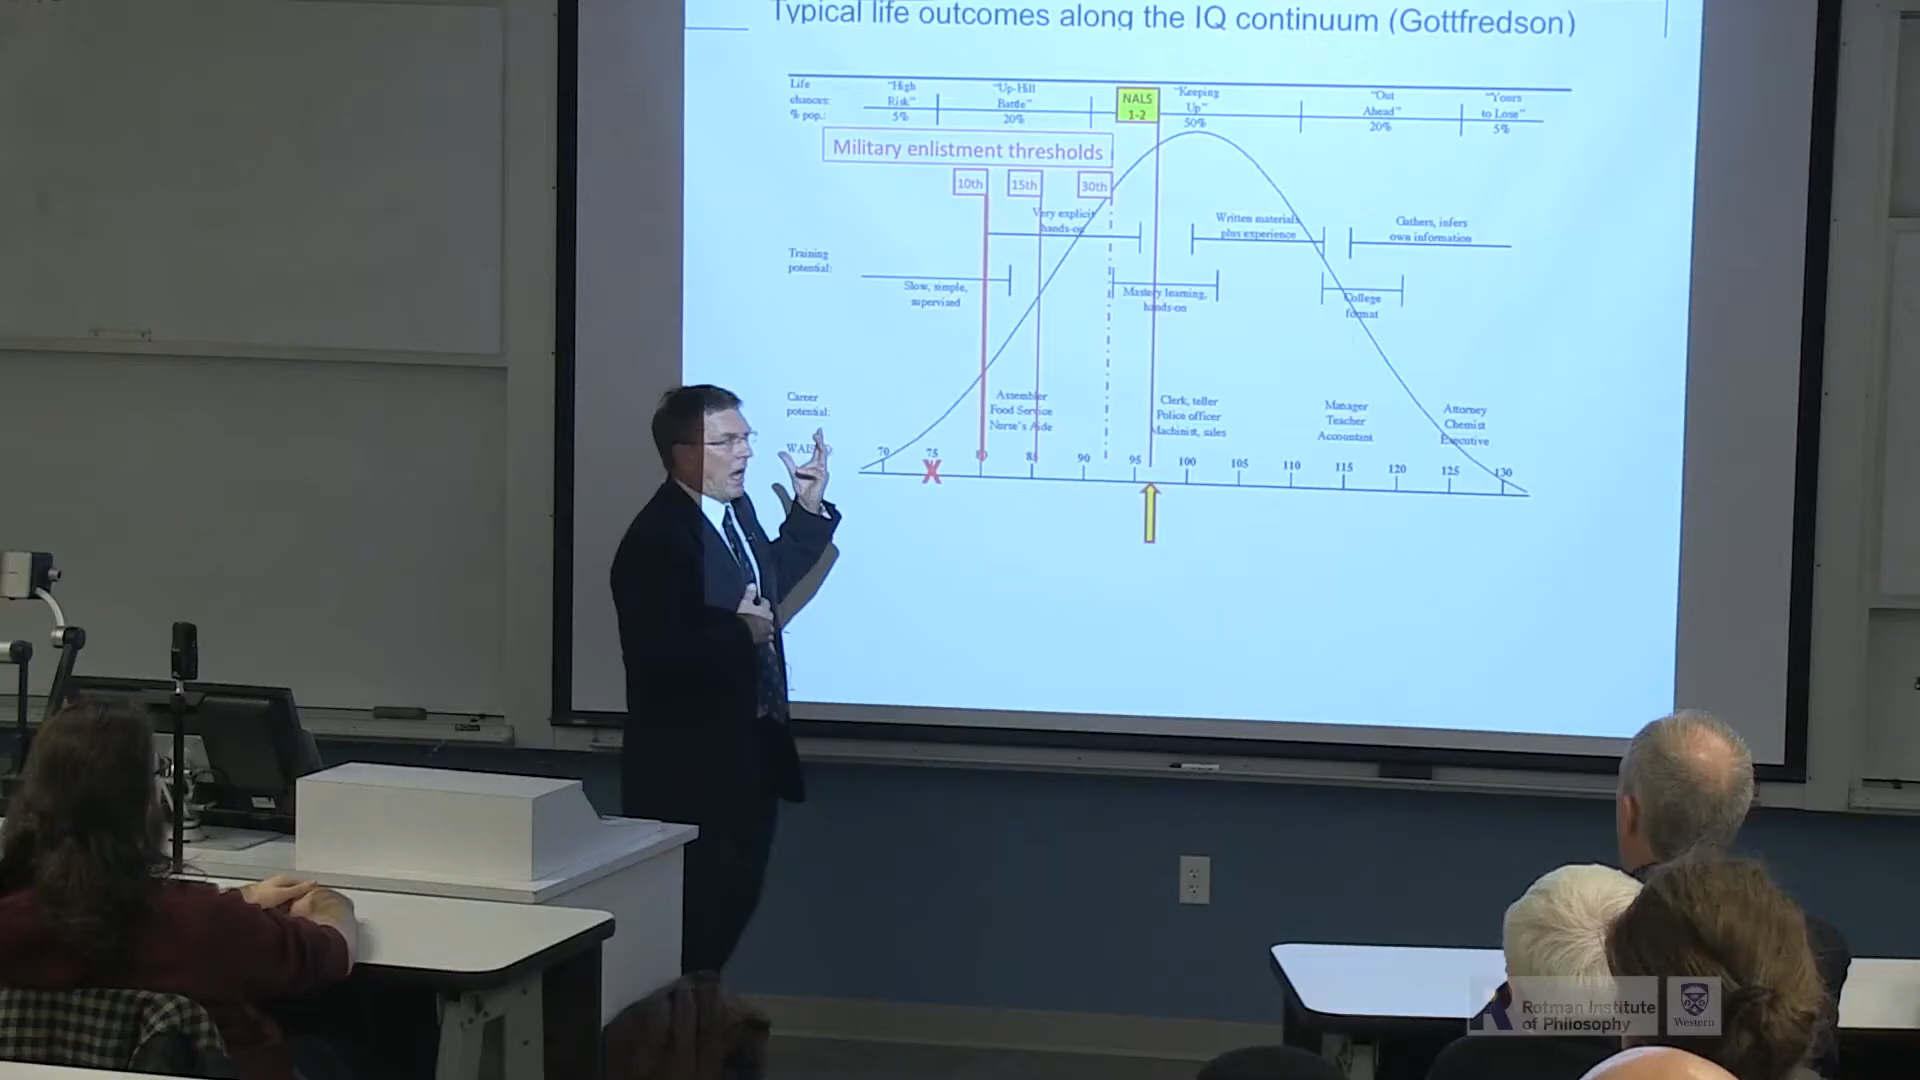 Typical life outcomes along the IQ continuum (Gottfredson)
Life
chances:
% pop.:
"High
Risk"
5%
"Up-Hill
Battle"
20%
NALS
1-2
"Keeping
Up"
50%
"Out
Ahead"
20%
"Yours
to Lose"
5%
Military enlistment thresholds
10th
15th
30th
Very explicit
hands-on
Written materials
plus experience
Gathers, infers
own information
Training
potential:
Slow, simple,
supervised
Mastery learning,
hands-on
College
format
Career
potential:
Assembler
Food Service
Nurse's Aide
Clerk, teller
Police officer
Machinist, sales
Manager
Teacher
Accountant
Attorney
Chemist
Executive
70 75 80 85 90 95 100 105 110 115 120 125 130
X
Rotman Institute
of Philosophy
Western